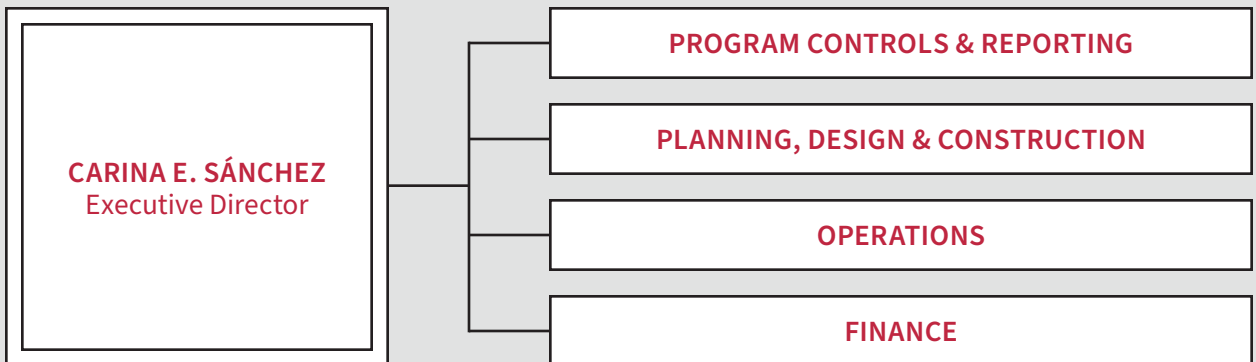 CARINA E. SÁNCHEZ
Executive Director
PROGRAM CONTROLS & REPORTING
PLANNING, DESIGN & CONSTRUCTION
OPERATIONS
FINANCE